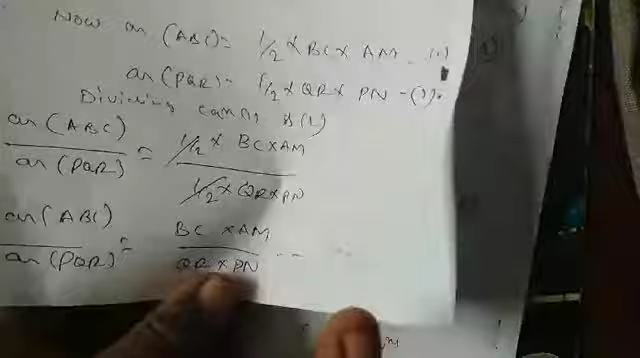 Now ar (ABC)= 1/2 × BC × AM ... (1)
ar (PQR)= 1/2 × QR × PN - (2).
Dividing
ar (ABC) / ar (PQR) = 1/2 × BC × AM / 1/2 × QR × PN
ar (ABC) / ar (PQR) = BC × AM / QR × PN ...